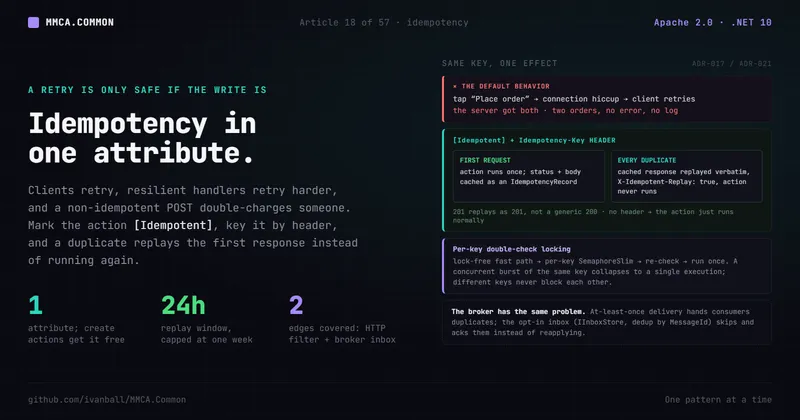 MMCA.COMMON
Article 18 of 57 · idempotency
Apache 2.0 · .NET 10
A RETRY IS ONLY SAFE IF THE WRITE IS
Idempotency in
one attribute.
Clients retry, resilient handlers retry harder,
and a non-idempotent POST double-charges someone.
Mark the action [Idempotent], key it by header,
and a duplicate replays the first response instead
of running again.
1
attribute; create
actions get it free
24h
replay window,
capped at one week
2
edges covered: HTTP
filter + broker inbox
SAME KEY, ONE EFFECT
ADR-017 / ADR-021
× THE DEFAULT BEHAVIOR
tap “Place order” → connection hiccup → client retries
the server got both · two orders, no error, no log
[Idempotent] + Idempotency-Key HEADER
FIRST REQUEST
action runs once; status + body
cached as an IdempotencyRecord
EVERY DUPLICATE
cached response replayed verbatim,
X-Idempotent-Replay: true, action
never runs
201 replays as 201, not a generic 200 · no header → the action just runs
normally
Per-key double-check locking
lock-free fast path → per-key SemaphoreSlim → re-check → run once. A
concurrent burst of the same key collapses to a single execution;
different keys never block each other.
The broker has the same problem. At-least-once delivery hands consumers
duplicates; the opt-in inbox (IInboxStore, dedup by MessageId) skips and
acks them instead of reapplying.
github.com/ivanball/MMCA.Common
One pattern at a time